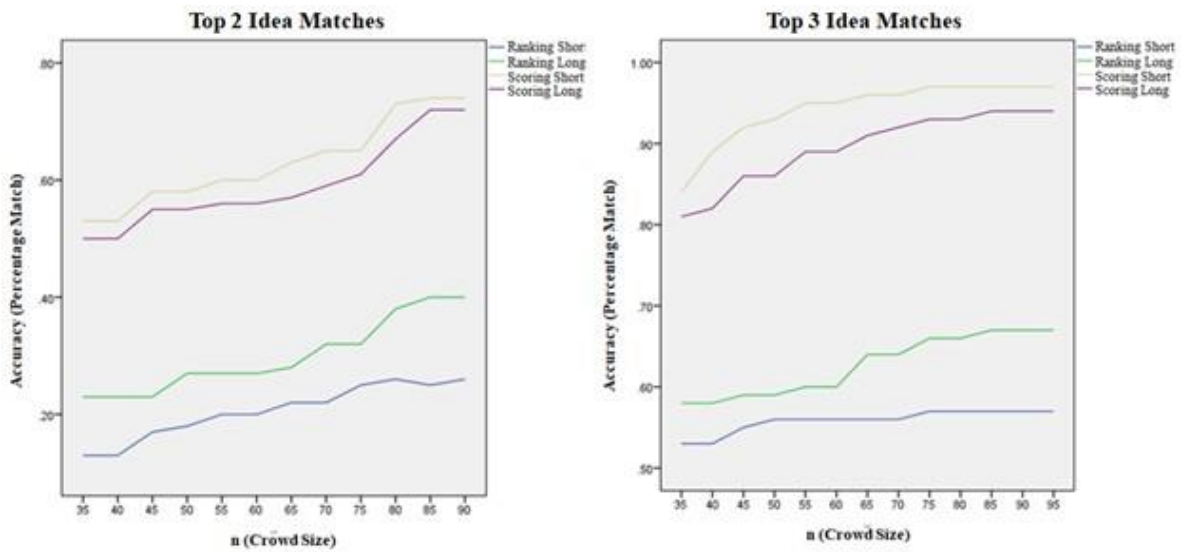 Top 2 Idea Matches
Ranking Shor
Ranking Long
Scoring Short
Scoring Long
.80
.60
.40
.20
Accuracy (Percentage Match)
35 40 45 50 55 60 65 70 75 80 85 90
n (Crowd Size)
Top 3 Idea Matches
Ranking Short
Ranking Long
Scoring Short
Scoring Long
1.00
.90
.80
.70
.60
.50
Accuracy (Percentage Match)
35 40 45 50 55 60 65 70 75 80 85 90 95
n (Crowd Size)